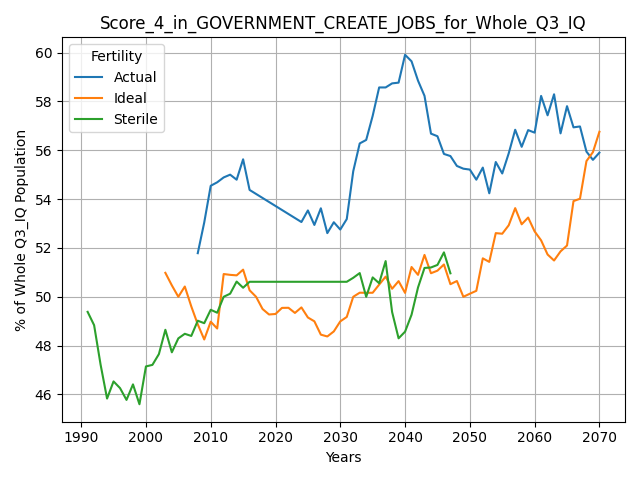 Score_4_in_GOVERNMENT_CREATE_JOBS_for_Whole_Q3_IQ
Fertility
Actual
Ideal
Sterile
% of Whole Q3_IQ Population
60
58
56
54
52
50
48
46
1990 2000 2010 2020 2030 2040 2050 2060 2070
Years